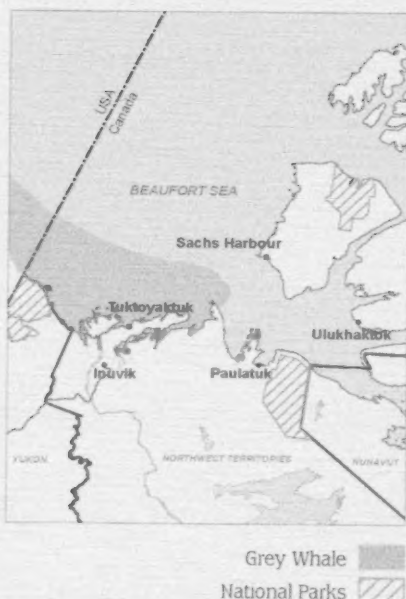 USA
Canada
BEAUFORT SEA
Sachs Harbour
Tuktoyaktuk
Ulukhaktok
Inuvik
Paulatuk
YUKON
NORTHWEST TERRITORIES
NUNAVUT
Grey Whale
National Parks